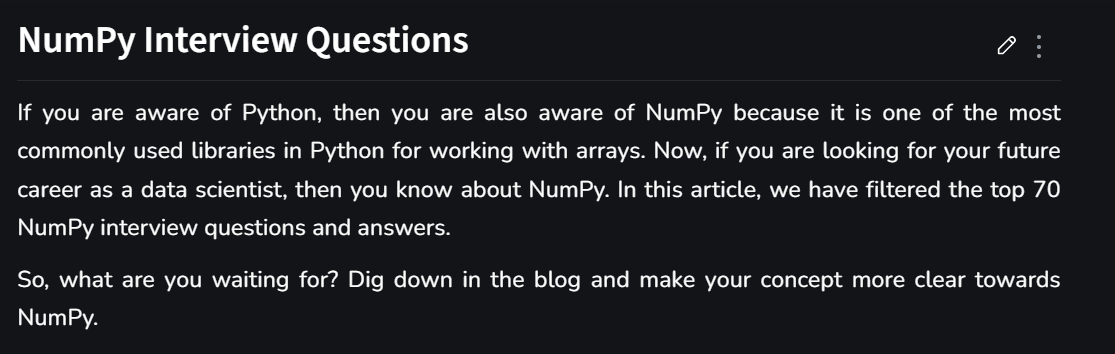 NumPy Interview Questions
If you are aware of Python, then you are also aware of NumPy because it is one of the most
commonly used libraries in Python for working with arrays. Now, if you are looking for your future
career as a data scientist, then you know about NumPy. In this article, we have filtered the top 70
NumPy interview questions and answers.
So, what are you waiting for? Dig down in the blog and make your concept more clear towards
NumPy.